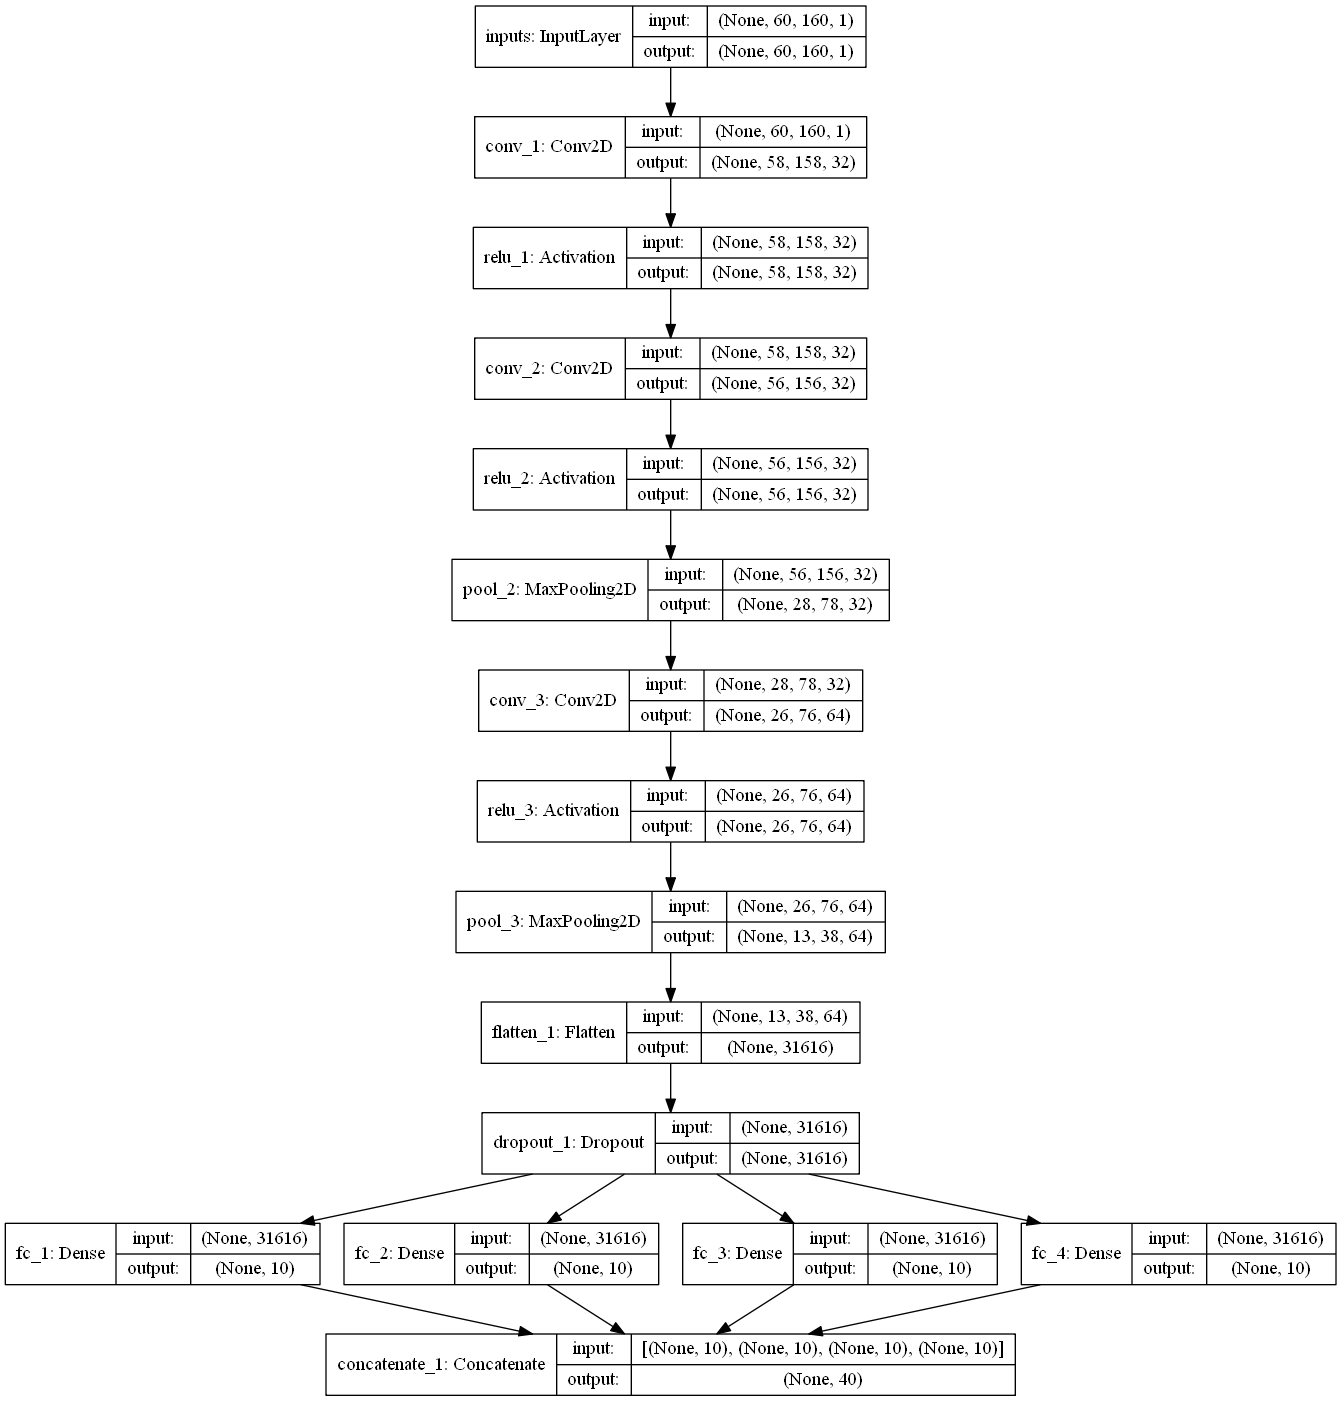 inputs: InputLayer
input: (None, 60, 160, 1)
output: (None, 60, 160, 1)
conv_1: Conv2D
input: (None, 60, 160, 1)
output: (None, 58, 158, 32)
relu_1: Activation
input: (None, 58, 158, 32)
output: (None, 58, 158, 32)
conv_2: Conv2D
input: (None, 58, 158, 32)
output: (None, 56, 156, 32)
relu_2: Activation
input: (None, 56, 156, 32)
output: (None, 56, 156, 32)
pool_2: MaxPooling2D
input: (None, 56, 156, 32)
output: (None, 28, 78, 32)
conv_3: Conv2D
input: (None, 28, 78, 32)
output: (None, 26, 76, 64)
relu_3: Activation
input: (None, 26, 76, 64)
output: (None, 26, 76, 64)
pool_3: MaxPooling2D
input: (None, 26, 76, 64)
output: (None, 13, 38, 64)
flatten_1: Flatten
input: (None, 13, 38, 64)
output: (None, 31616)
dropout_1: Dropout
input: (None, 31616)
output: (None, 31616)
fc_1: Dense
input: (None, 31616)
output: (None, 10)
fc_2: Dense
input: (None, 31616)
output: (None, 10)
fc_3: Dense
input: (None, 31616)
output: (None, 10)
fc_4: Dense
input: (None, 31616)
output: (None, 10)
concatenate_1: Concatenate
input: [(None, 10), (None, 10), (None, 10), (None, 10)]
output: (None, 40)